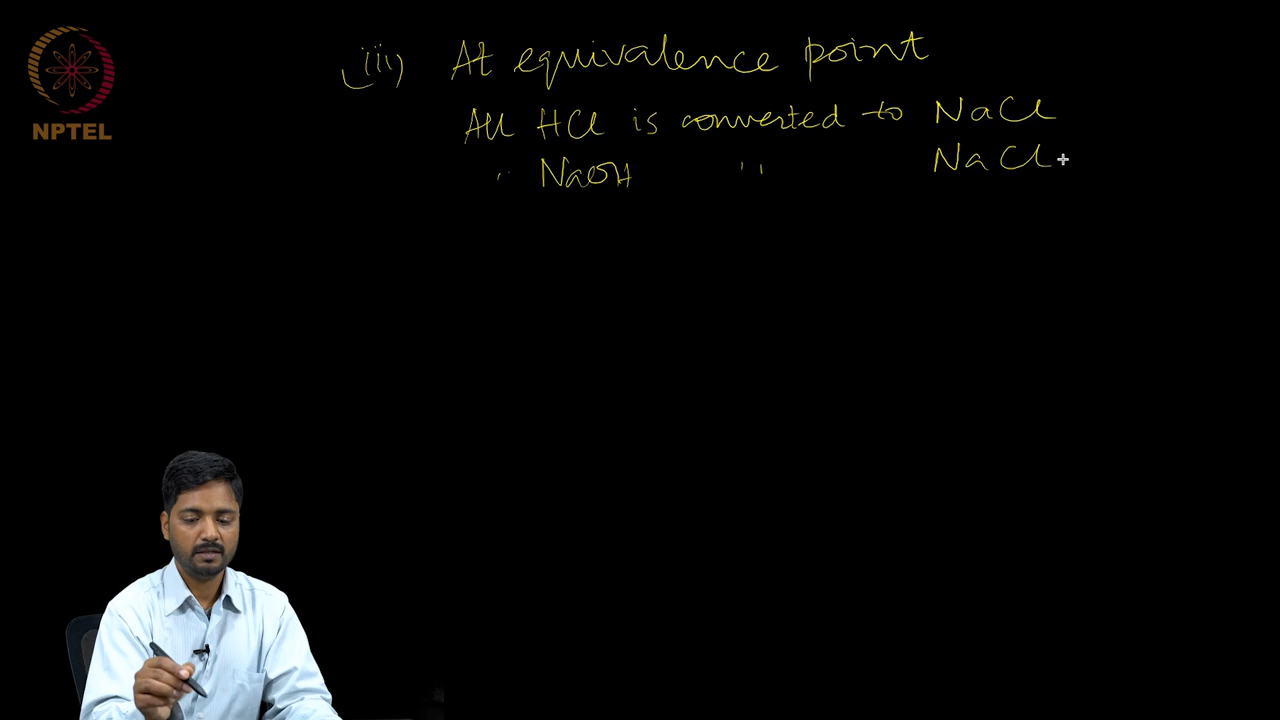 NPTEL
(iii) At equivalence point
All HCl is converted to NaCl
" NaOH " NaCl